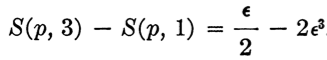 S(p, 3) − S(p, 1) = ϵ/2 − 2ϵ³.